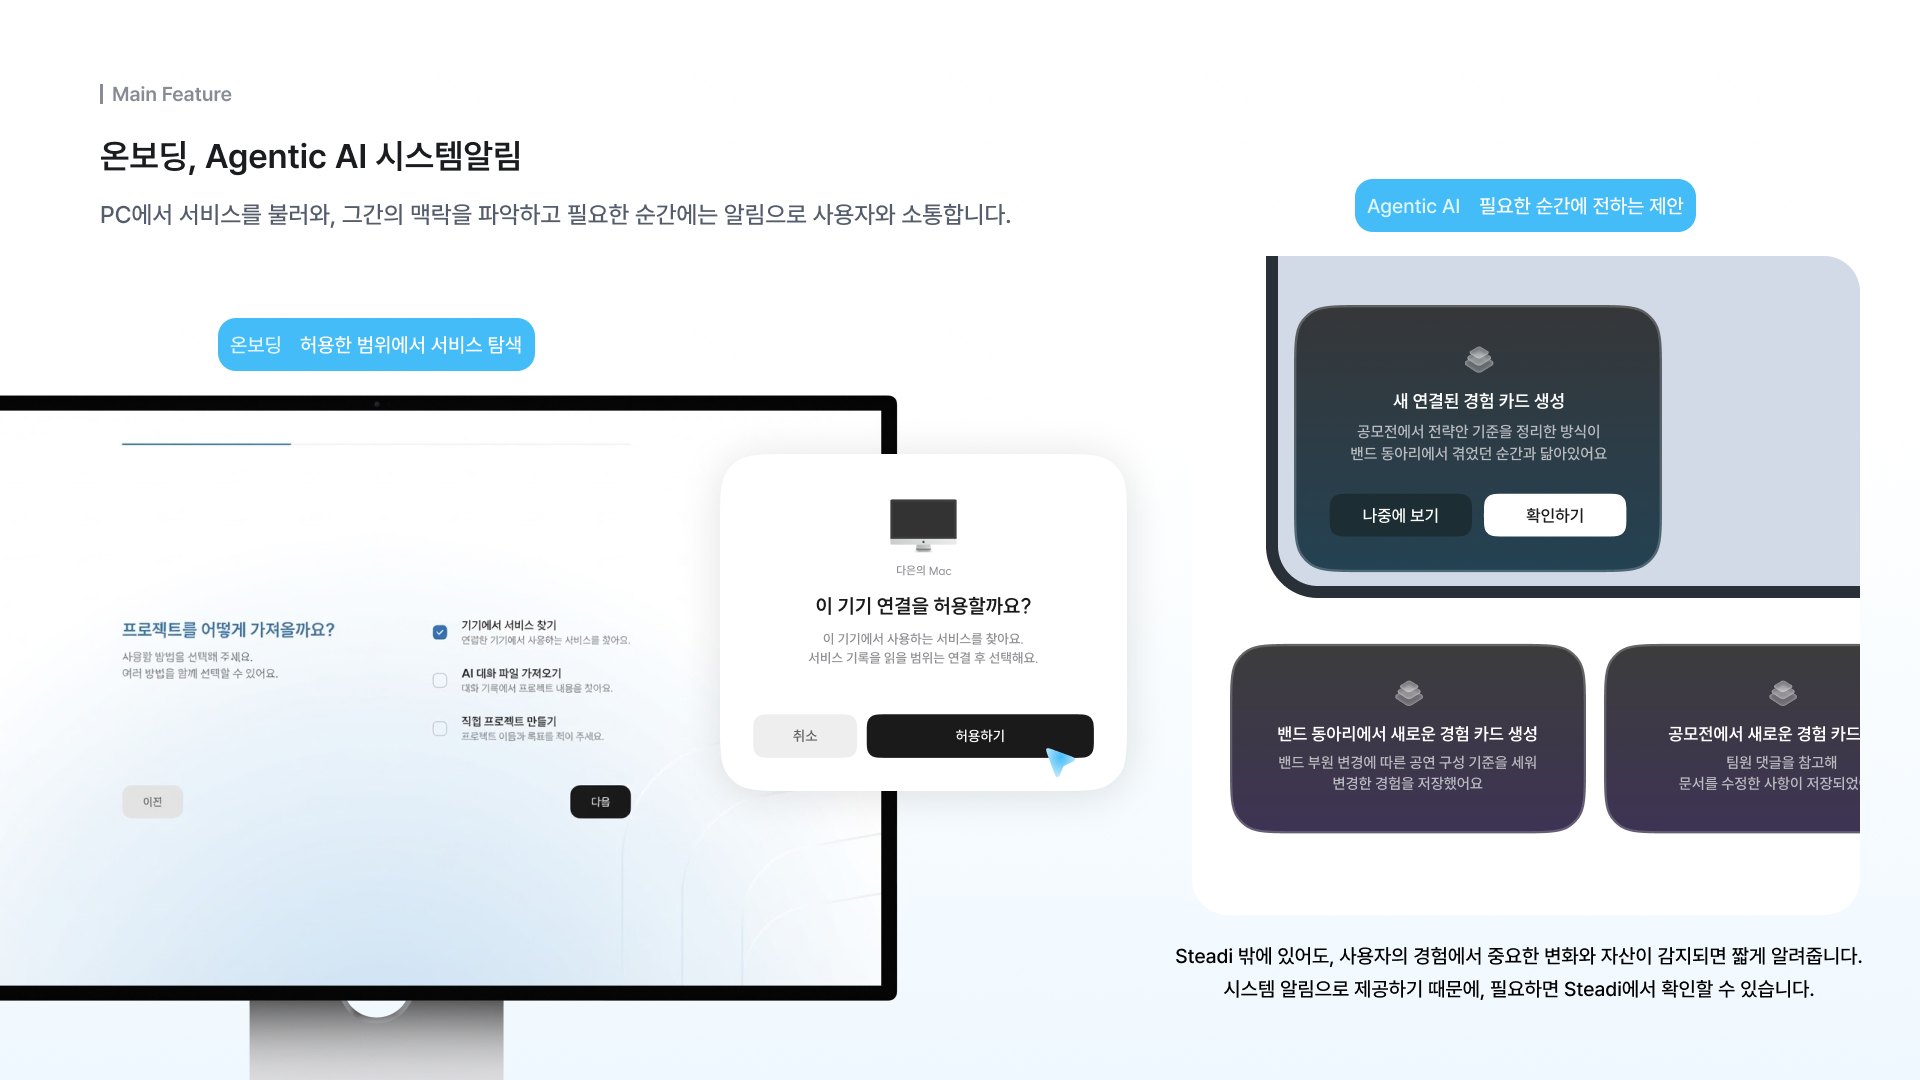 Main Feature
온보딩, Agentic AI 시스템알림
PC에서 서비스를 불러와, 그간의 맥락을 파악하고 필요한 순간에는 알림으로 사용자와 소통합니다.
온보딩 허용한 범위에서 서비스 탐색
프로젝트를 어떻게 가져올까요?
사용할 방법을 선택해 주세요.
여러 방법을 함께 선택할 수 있어요.
기기에서 서비스 찾기
연결한 기기에서 사용하는 서비스를 찾아요.
AI 대화 파일 가져오기
대화 기록에서 프로젝트 내용을 찾아요.
직접 프로젝트 만들기
프로젝트 이름과 목표를 적어 주세요.
이전
다음
다은의 Mac
이 기기 연결을 허용할까요?
이 기기에서 사용하는 서비스를 찾아요.
서비스 기록을 읽을 범위는 연결 후 선택해요.
취소
허용하기
Agentic AI 필요한 순간에 전하는 제안
새 연결된 경험 카드 생성
공모전에서 전략안 기준을 정리한 방식이
밴드 동아리에서 겪었던 순간과 닮아있어요
나중에 보기
확인하기
밴드 동아리에서 새로운 경험 카드 생성
밴드 부원 변경에 따른 공연 구성 기준을 세워
변경한 경험을 저장했어요
공모전에서 새로운 경험 카드
팀원 댓글을 참고해
문서를 수정한 사항이 저장되었
Steadi 밖에 있어도, 사용자의 경험에서 중요한 변화와 자산이 감지되면 짧게 알려줍니다.
시스템 알림으로 제공하기 때문에, 필요하면 Steadi에서 확인할 수 있습니다.